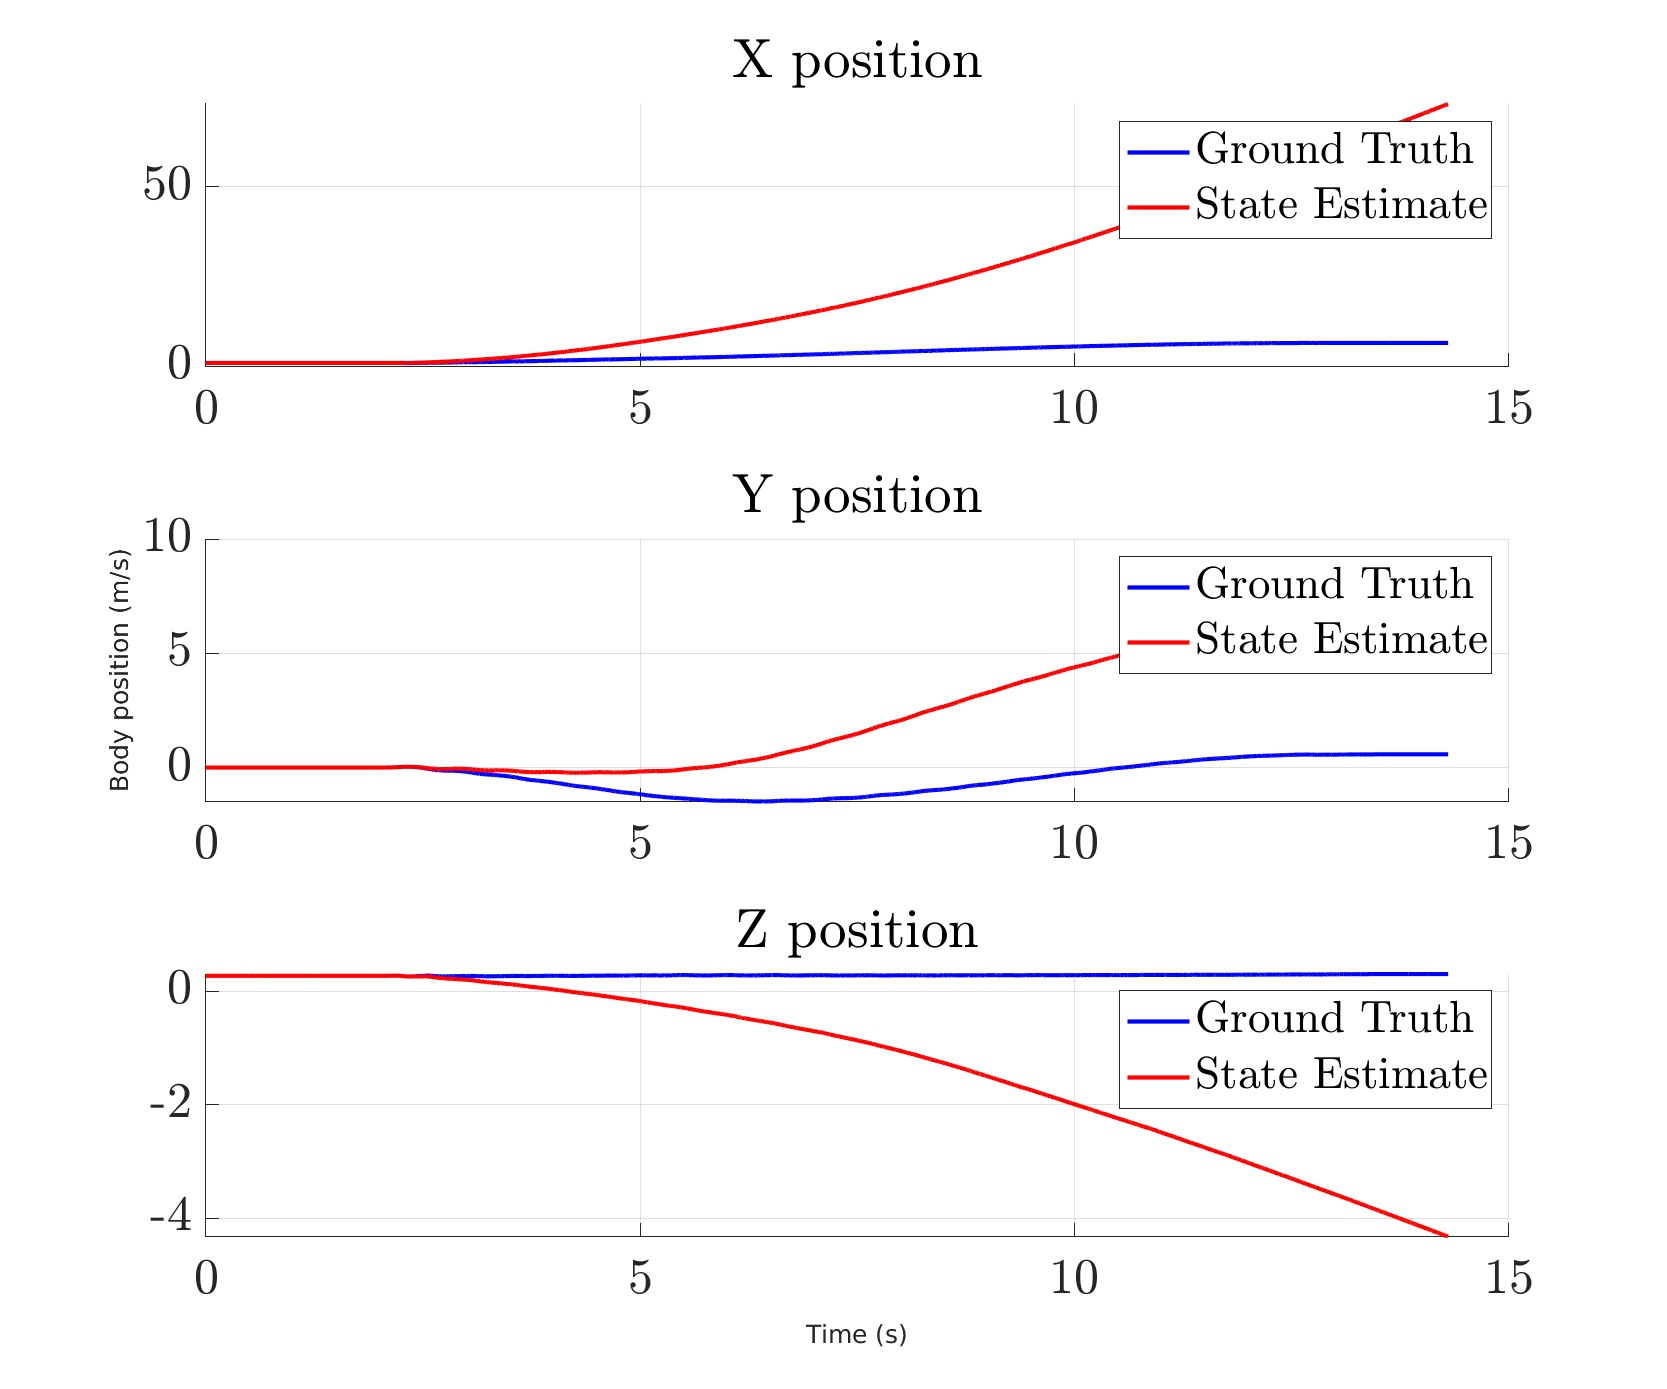 X position
50
0
0 5 10 15
Ground Truth
State Estimate
Y position
Body position (m/s)
10
5
0
0 5 10 15
Ground Truth
State Estimate
Z position
0
-2
-4
0 5 10 15
Ground Truth
State Estimate
Time (s)